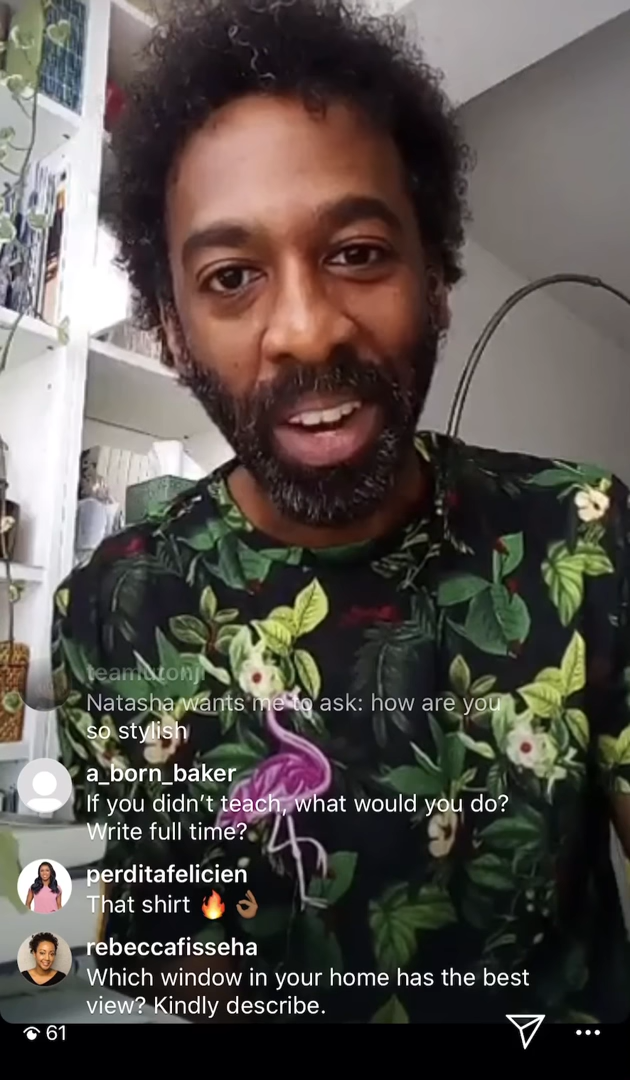 teamutonji
Natasha wants me to ask: how are you
so stylish
a_born_baker
If you didn’t teach, what would you do?
Write full time?
perditafelicien
That shirt 🔥 👌🏾
rebeccafisseha
Which window in your home has the best
view? Kindly describe.
61